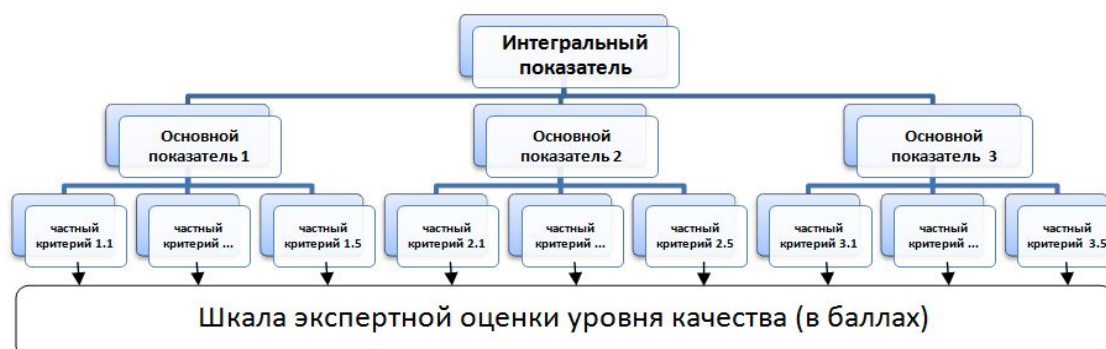 Интегральный
показатель
Основной
показатель 1
Основной
показатель 2
Основной
показатель 3
частный
критерий 1.1
частный
критерий ...
частный
критерий 1.5
частный
критерий 2.1
частный
критерий ...
частный
критерий 2.5
частный
критерий 3.1
частный
критерий ...
частный
критерий 3.5
Шкала экспертной оценки уровня качества (в баллах)